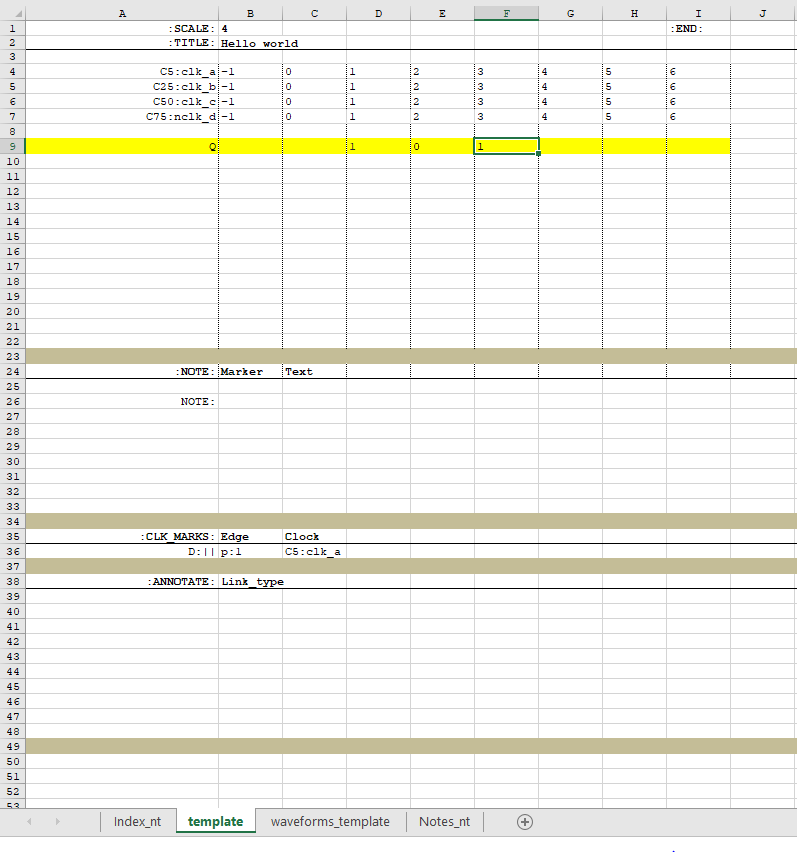 A B C D E F G H I J
1 :SCALE: 4 :END:
2 :TITLE: Hello world
3
4 C5:clk_a -1 0 1 2 3 4 5 6
5 C25:clk_b -1 0 1 2 3 4 5 6
6 C50:clk_c -1 0 1 2 3 4 5 6
7 C75:nclk_d -1 0 1 2 3 4 5 6
8
9 Q 1 0 1
10
11
12
13
14
15
16
17
18
19
20
21
22
23
24 :NOTE: Marker Text
25
26 NOTE:
27
28
29
30
31
32
33
34
35 :CLK_MARKS: Edge Clock
36 D:|| p:1 C5:clk_a
37
38 :ANNOTATE: Link_type
39
40
41
42
43
44
45
46
47
48
49
50
51
52
53
Index_nt template waveforms_template Notes_nt